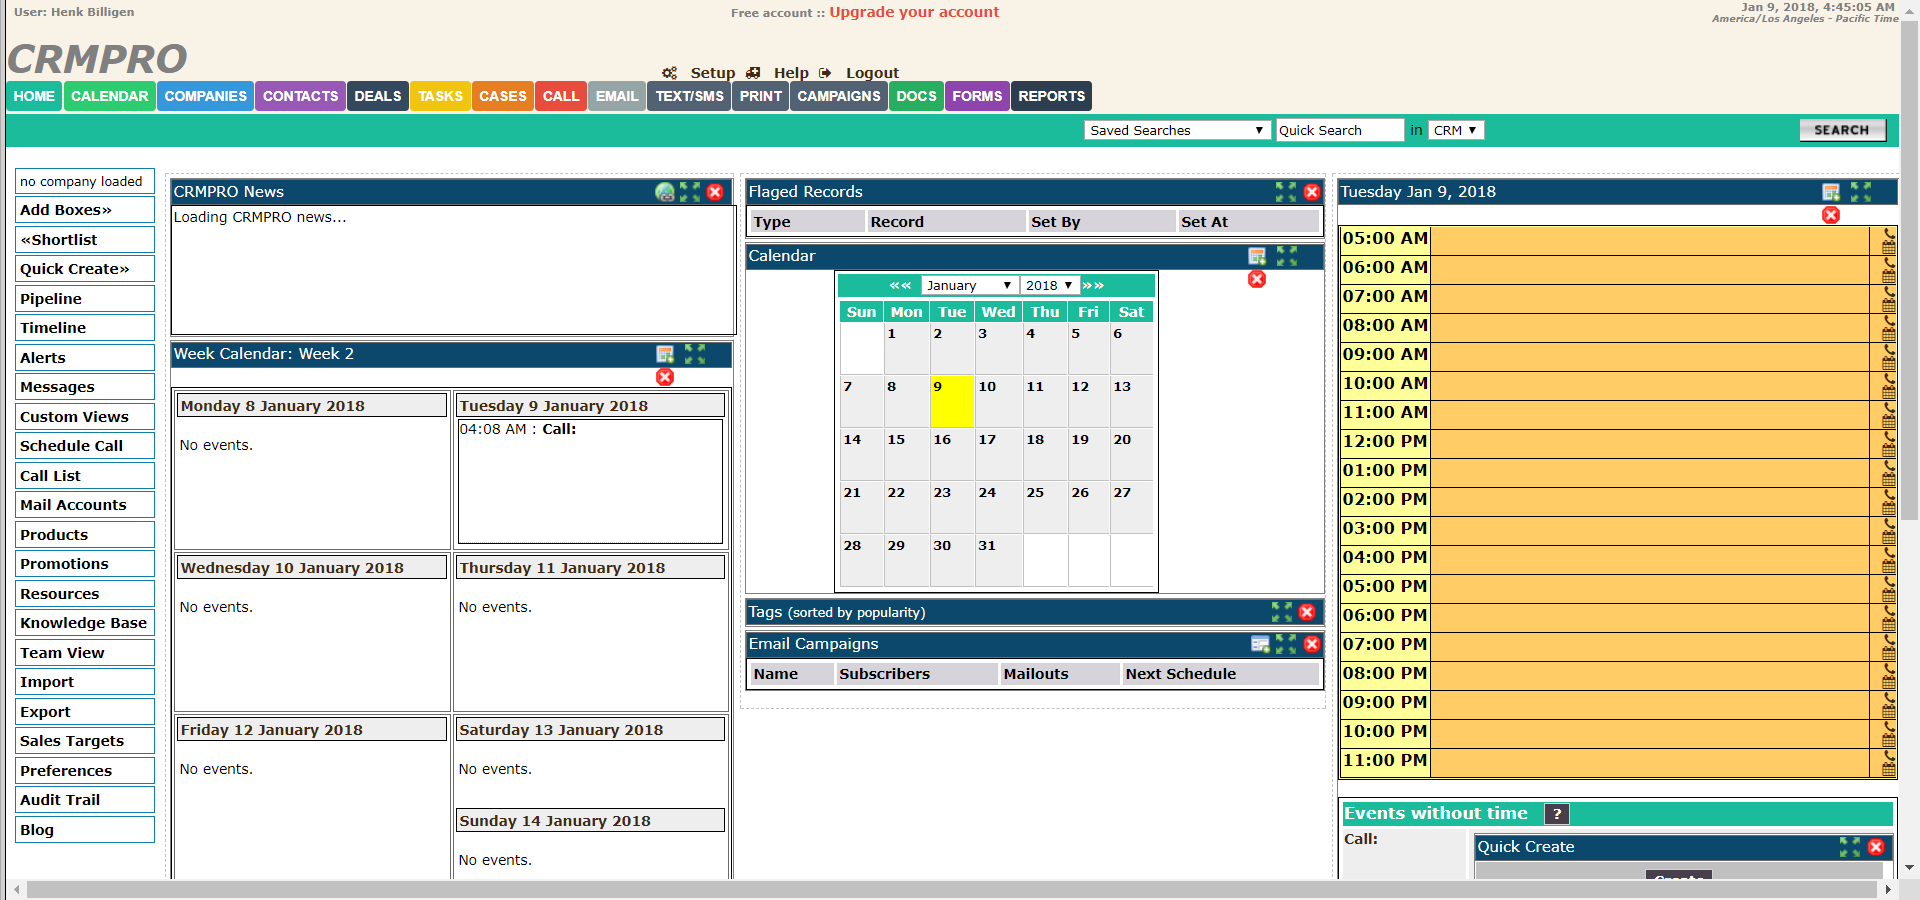 User: Henk Billigen
Free account :: Upgrade your account
Jan 9, 2018, 4:45:05 AM
America/Los Angeles - Pacific Time
CRMPRO
Setup Help Logout
HOME CALENDAR COMPANIES CONTACTS DEALS TASKS CASES CALL EMAIL TEXT/SMS PRINT CAMPAIGNS DOCS FORMS REPORTS
Saved Searches Quick Search in CRM SEARCH
no company loaded
Add Boxes»
«Shortlist
Quick Create»
Pipeline
Timeline
Alerts
Messages
Custom Views
Schedule Call
Call List
Mail Accounts
Products
Promotions
Resources
Knowledge Base
Team View
Import
Export
Sales Targets
Preferences
Audit Trail
Blog
CRMPRO News
Loading CRMPRO news...
Week Calendar: Week 2
Monday 8 January 2018
No events.
Tuesday 9 January 2018
04:08 AM : Call:
Wednesday 10 January 2018
No events.
Thursday 11 January 2018
No events.
Friday 12 January 2018
No events.
Saturday 13 January 2018
No events.
Sunday 14 January 2018
No events.
Flaged Records
Type Record Set By Set At
Calendar
«« January 2018 »»
Sun Mon Tue Wed Thu Fri Sat
1 2 3 4 5 6
7 8 9 10 11 12 13
14 15 16 17 18 19 20
21 22 23 24 25 26 27
28 29 30 31
Tags (sorted by popularity)
Email Campaigns
Name Subscribers Mailouts Next Schedule
Tuesday Jan 9, 2018
05:00 AM
06:00 AM
07:00 AM
08:00 AM
09:00 AM
10:00 AM
11:00 AM
12:00 PM
01:00 PM
02:00 PM
03:00 PM
04:00 PM
05:00 PM
06:00 PM
07:00 PM
08:00 PM
09:00 PM
10:00 PM
11:00 PM
Events without time ?
Call:
Quick Create
Create